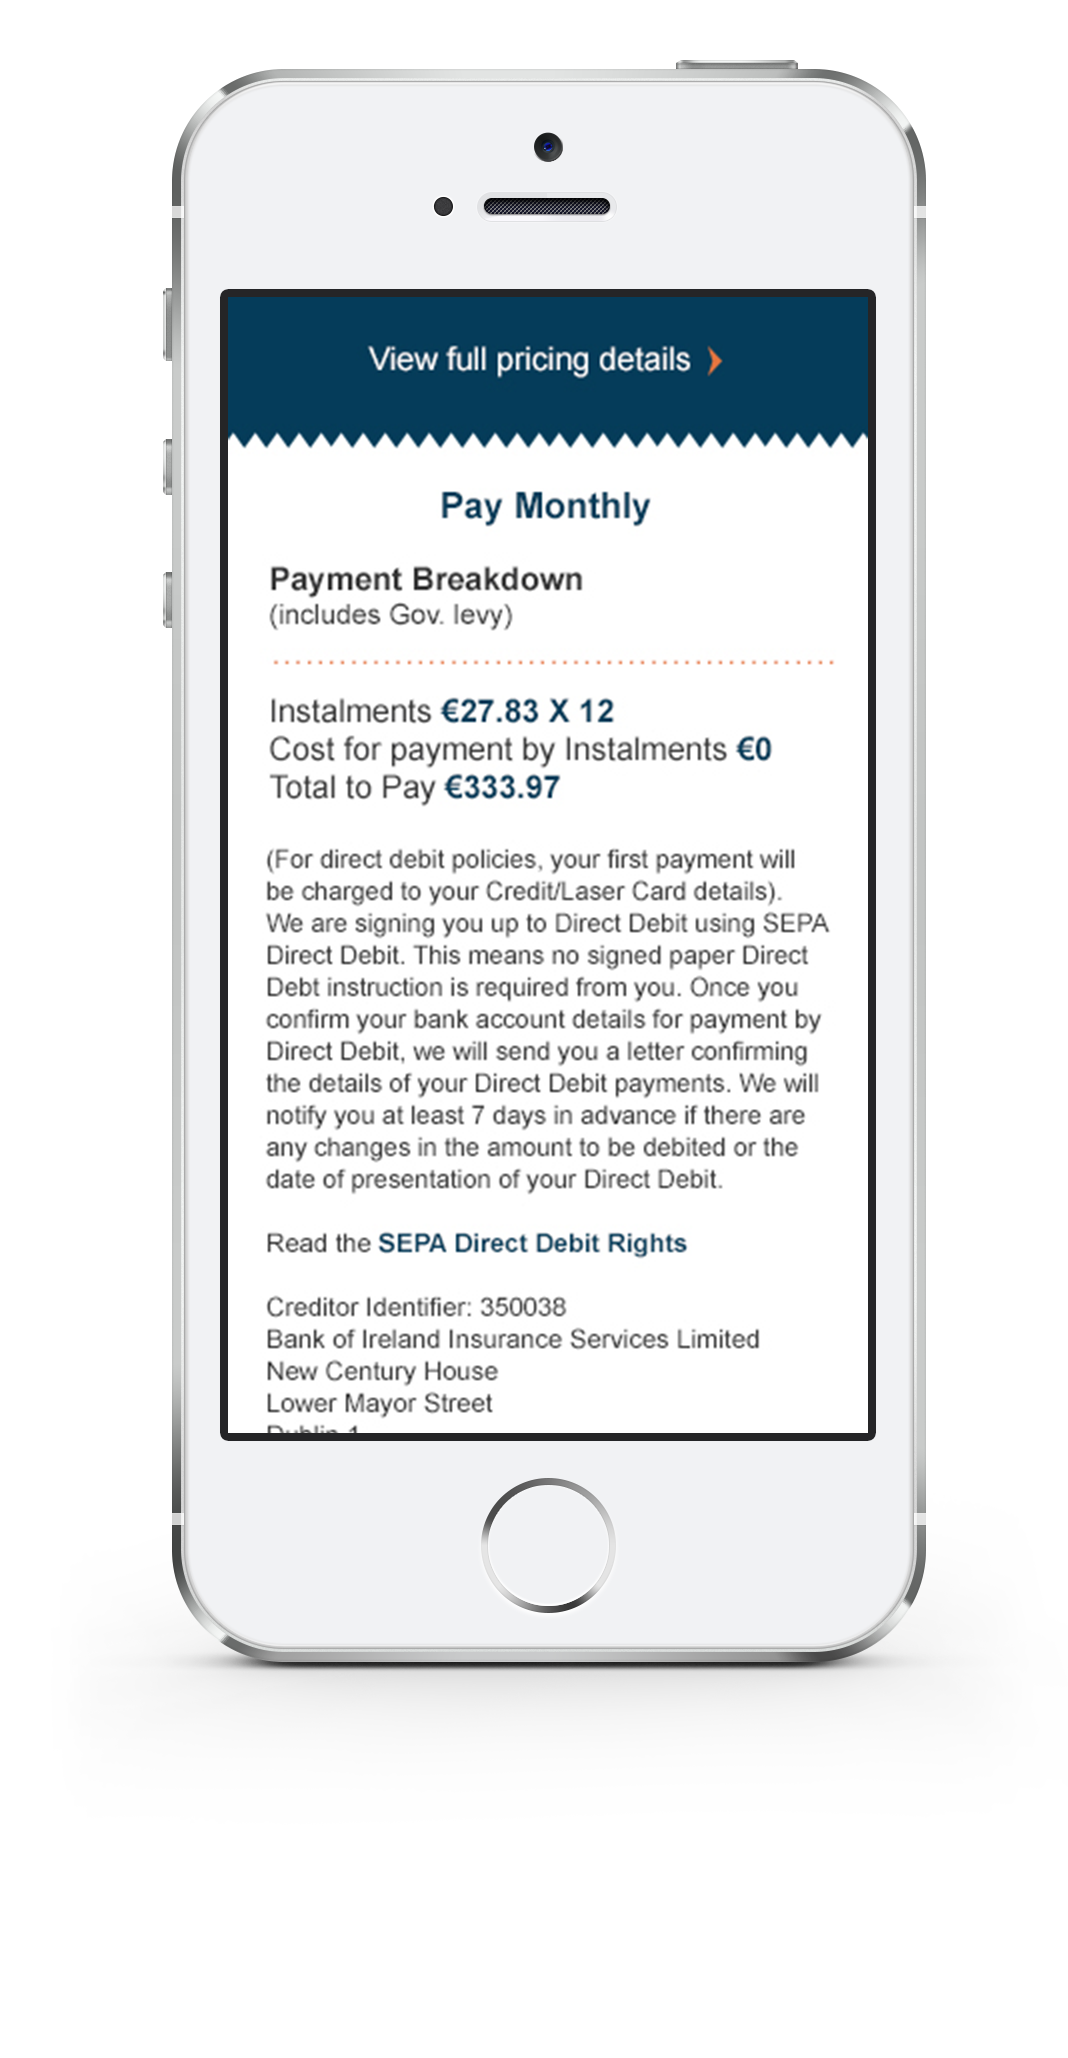 View full pricing details
Pay Monthly
Payment Breakdown
(includes Gov. levy)
Instalments €27.83 X 12
Cost for payment by Instalments €0
Total to Pay €333.97
(For direct debit policies, your first payment will
be charged to your Credit/Laser Card details).
We are signing you up to Direct Debit using SEPA
Direct Debit. This means no signed paper Direct
Debt instruction is required from you. Once you
confirm your bank account details for payment by
Direct Debit, we will send you a letter confirming
the details of your Direct Debit payments. We will
notify you at least 7 days in advance if there are
any changes in the amount to be debited or the
date of presentation of your Direct Debit.
Read the SEPA Direct Debit Rights
Creditor Identifier: 350038
Bank of Ireland Insurance Services Limited
New Century House
Lower Mayor Street
Dublin 1